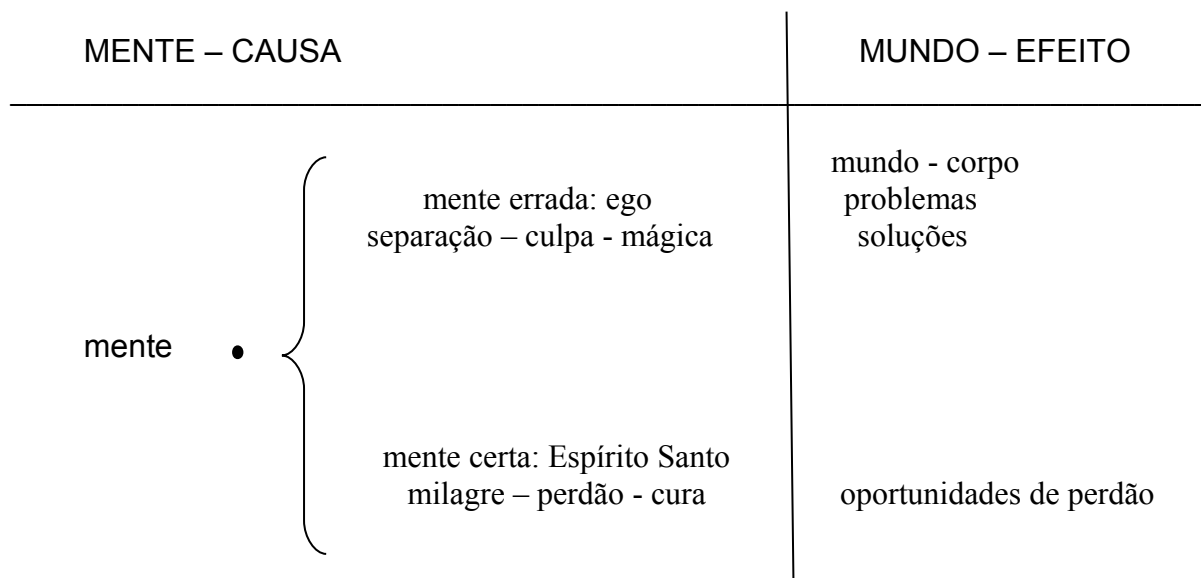 MENTE – CAUSA
MUNDO – EFEITO
mente errada: ego
separação – culpa - mágica
mundo - corpo
problemas
soluções
mente
mente certa: Espírito Santo
milagre – perdão - cura
oportunidades de perdão